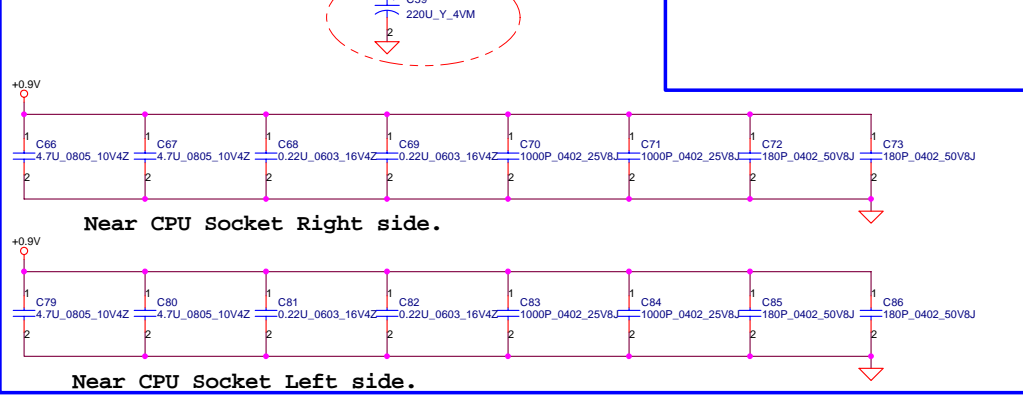 220U_Y_4VM
2
+0.9V
1 1 1 1 1 1 1 1
C66 C67 C68 C69 C70 C71 C72 C73
4.7U_0805_10V4Z 4.7U_0805_10V4Z 0.22U_0603_16V4Z 0.22U_0603_16V4Z 1000P_0402_25V8J 1000P_0402_25V8J 180P_0402_50V8J 180P_0402_50V8J
2 2 2 2 2 2 2 2
Near CPU Socket Right side.
+0.9V
1 1 1 1 1 1 1 1
C79 C80 C81 C82 C83 C84 C85 C86
4.7U_0805_10V4Z 4.7U_0805_10V4Z 0.22U_0603_16V4Z 0.22U_0603_16V4Z 1000P_0402_25V8J 1000P_0402_25V8J 180P_0402_50V8J 180P_0402_50V8J
2 2 2 2 2 2 2 2
Near CPU Socket Left side.